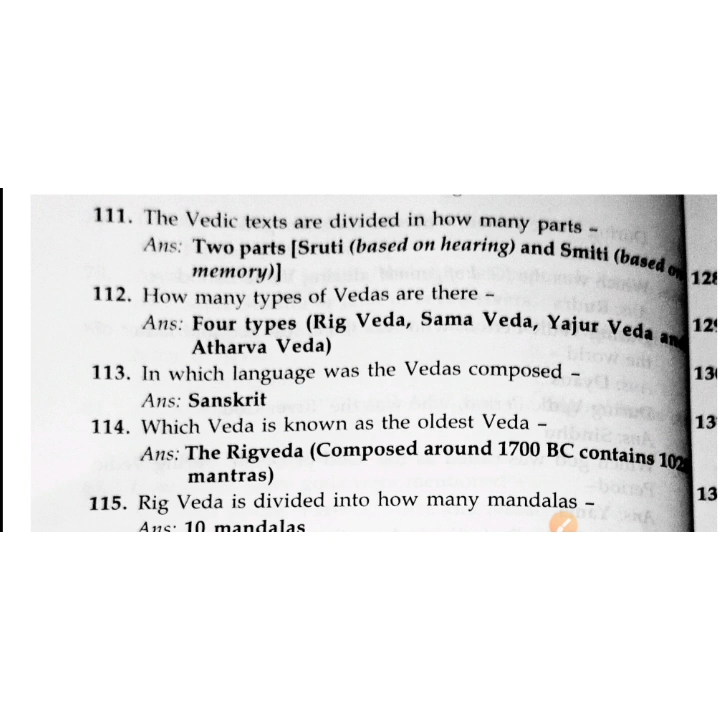 111. The Vedic texts are divided in how many parts –
Ans: Two parts [Sruti (based on hearing) and Smiti (based on
memory)]
112. How many types of Vedas are there –
Ans: Four types (Rig Veda, Sama Veda, Yajur Veda and
Atharva Veda)
113. In which language was the Vedas composed –
Ans: Sanskrit
114. Which Veda is known as the oldest Veda –
Ans: The Rigveda (Composed around 1700 BC contains
mantras)
115. Rig Veda is divided into how many mandalas –
Ans: 10 mandalas
128
13